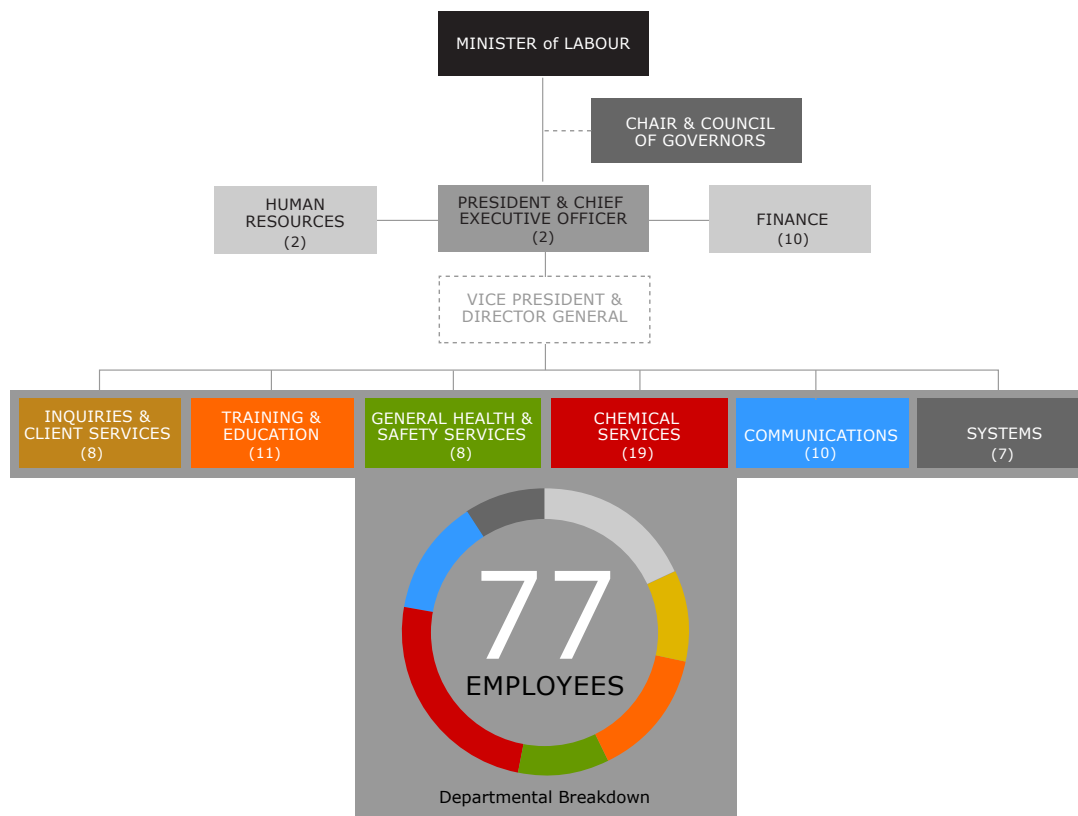 MINISTER of LABOUR
CHAIR & COUNCIL
OF GOVERNORS
HUMAN
RESOURCES
(2)
PRESIDENT & CHIEF
EXECUTIVE OFFICER
(2)
FINANCE
(10)
VICE PRESIDENT &
DIRECTOR GENERAL
INQUIRIES &
CLIENT SERVICES
(8)
TRAINING &
EDUCATION
(11)
GENERAL HEALTH &
SAFETY SERVICES
(8)
CHEMICAL
SERVICES
(19)
COMMUNICATIONS
(10)
SYSTEMS
(7)
77
EMPLOYEES
Departmental Breakdown